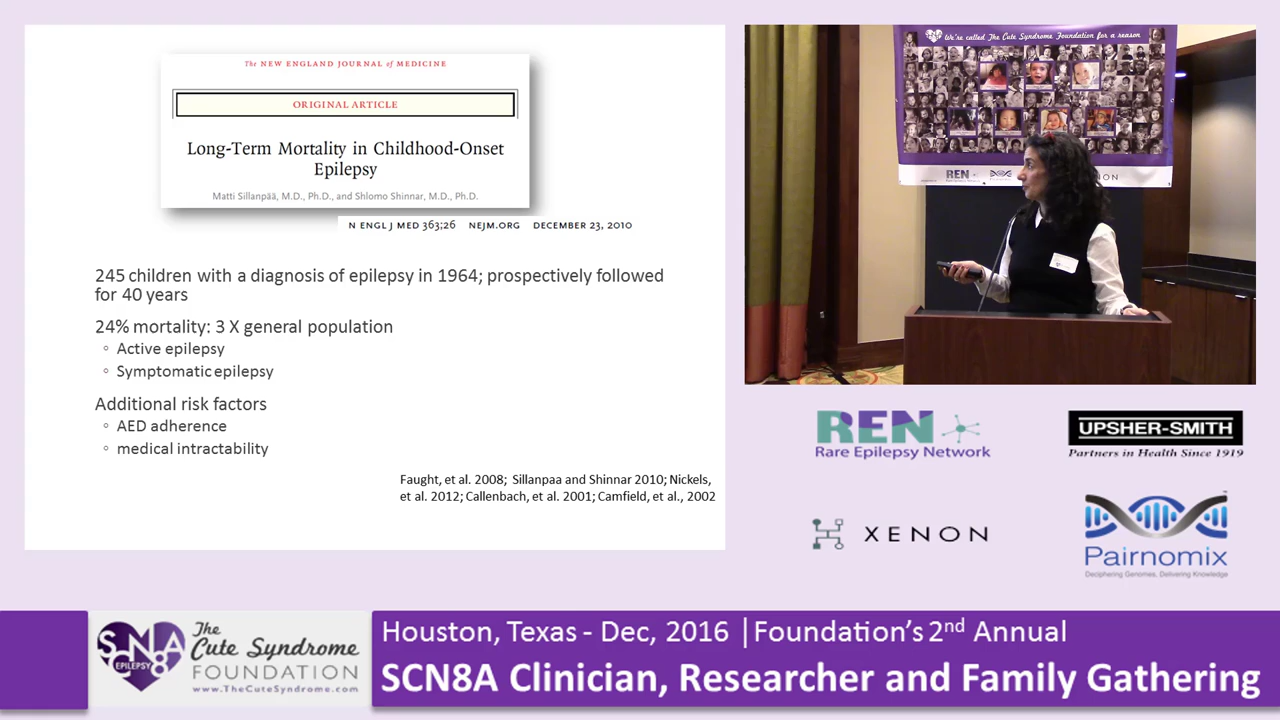 The NEW ENGLAND JOURNAL of MEDICINE
ORIGINAL ARTICLE
Long-Term Mortality in Childhood-Onset
Epilepsy
Matti Sillanpää, M.D., Ph.D., and Shlomo Shinnar, M.D., Ph.D.
N ENGL J MED 363;26 NEJM.ORG DECEMBER 23, 2010
245 children with a diagnosis of epilepsy in 1964; prospectively followed
for 40 years
24% mortality: 3 X general population
◦ Active epilepsy
◦ Symptomatic epilepsy
Additional risk factors
◦ AED adherence
◦ medical intractability
Faught, et al. 2008; Sillanpaa and Shinnar 2010; Nickels,
et al. 2012; Callenbach, et al. 2001; Camfield, et al., 2002
We're called The Cute Syndrome Foundation for a reason
REN
REN
Rare Epilepsy Network
UPSHER-SMITH
Partners in Health Since 1919
XENON
Pairnomix
Deciphering Genomes, Delivering Knowledge
SCN8A
EPILEPSY
The
Cute Syndrome
FOUNDATION
www.TheCuteSyndrome.com
Houston, Texas - Dec, 2016 | Foundation's 2nd Annual
SCN8A Clinician, Researcher and Family Gathering